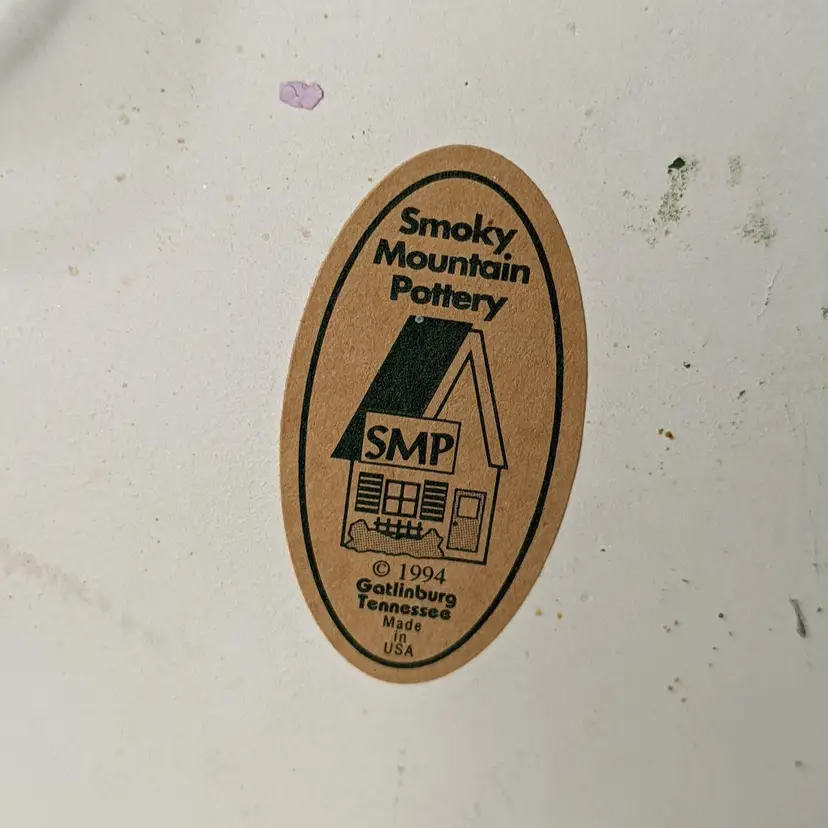 Smoky
Mountain
Pottery
SMP
© 1994
Gatlinburg
Tennessee
Made
in
USA